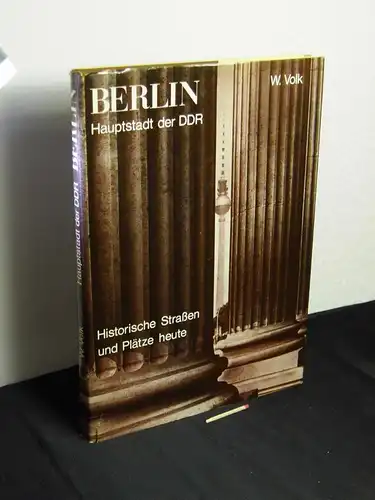 BERLIN
Hauptstadt der DDR
W. Volk
Historische Straßen
und Plätze heute
W. Volk Hauptstadt der DDR BERLIN